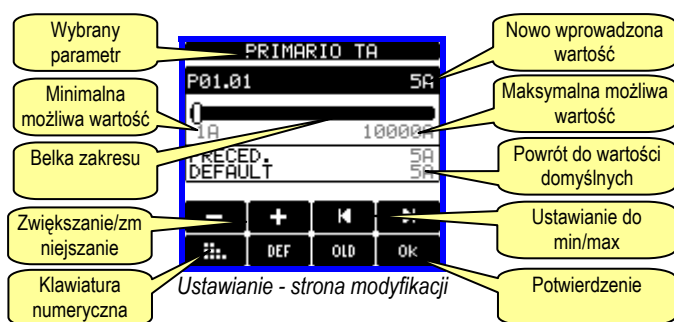 Wybrany
parametr
PRIMARIO TA
Nowo wprowadzona
wartość
P01.01 5A
Minimalna
możliwa wartość
Maksymalna możliwa
wartość
1A 10000A
Belka zakresu
PRECED. 5A
DEFAULT 5A
Powrót do wartości
domyślnych
Zwiększanie/zm
niejszanie
- +
Ustawianie do
min/max
DEF OLD OK
Klawiatura
numeryczna
Potwierdzenie
Ustawianie - strona modyfikacji